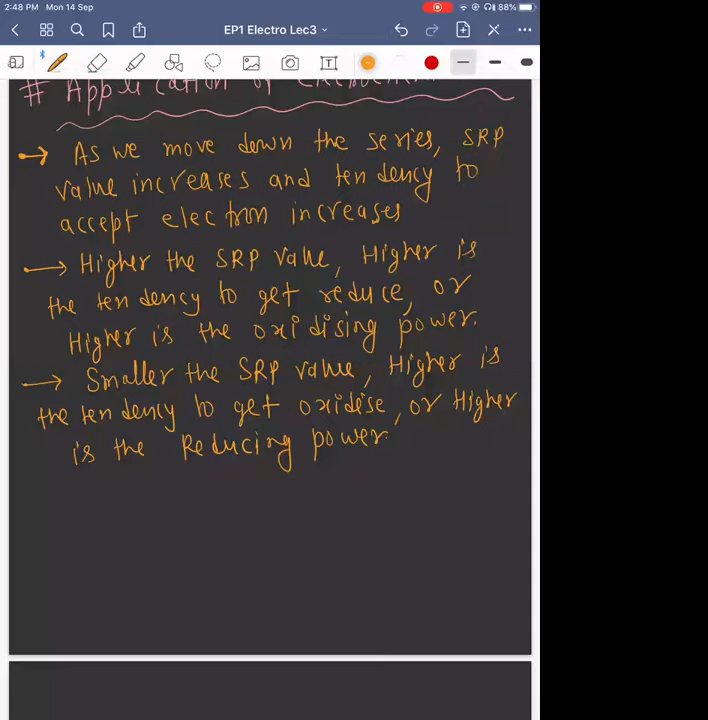 2:48 PM Mon 14 Sep
88%
EP1 Electro Lec3
T
# Application of
→ As we move down the series, SRP
value increases and tendency to
accept electron increases
→ Higher the SRP value, Higher is
the tendency to get reduce, or
Higher is the oxidising power.
→ Smaller the SRP value, Higher is
the tendency to get oxidise, or Higher
is the Reducing power.